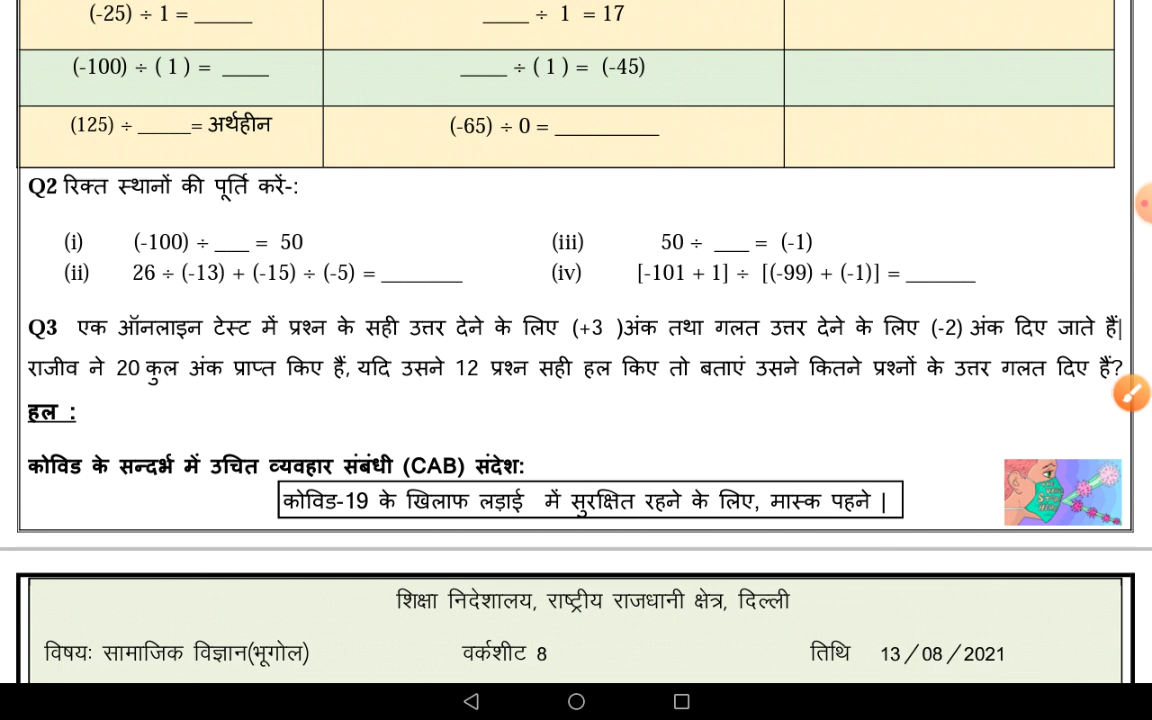 (-25) ÷ 1 = _____ ____ ÷ 1 = 17
(-100) ÷ ( 1 ) = ____ ____ ÷ ( 1 ) = (-45)
(125) ÷ _____= अर्थहीन (-65) ÷ 0 = _________
Q2 रिक्त स्थानों की पूर्ति करें-:
(i) (-100) ÷ ___ = 50 (iii) 50 ÷ ___ = (-1)
(ii) 26 ÷ (-13) + (-15) ÷ (-5) = _______ (iv) [-101 + 1] ÷ [(-99) + (-1)] = ______
Q3 एक ऑनलाइन टेस्ट में प्रश्न के सही उत्तर देने के लिए (+3 )अंक तथा गलत उत्तर देने के लिए (-2) अंक दिए जाते हैं|
राजीव ने 20 कुल अंक प्राप्त किए हैं, यदि उसने 12 प्रश्न सही हल किए तो बताएं उसने कितने प्रश्नों के उत्तर गलत दिए हैं?
हल :
कोविड के सन्दर्भ में उचित व्यवहार संबंधी (CAB) संदेश:
कोविड-19 के खिलाफ लड़ाई में सुरक्षित रहने के लिए, मास्क पहने |
शिक्षा निदेशालय, राष्ट्रीय राजधानी क्षेत्र, दिल्ली
विषयः सामाजिक विज्ञान(भूगोल) वर्कशीट 8 तिथि 13/08/2021